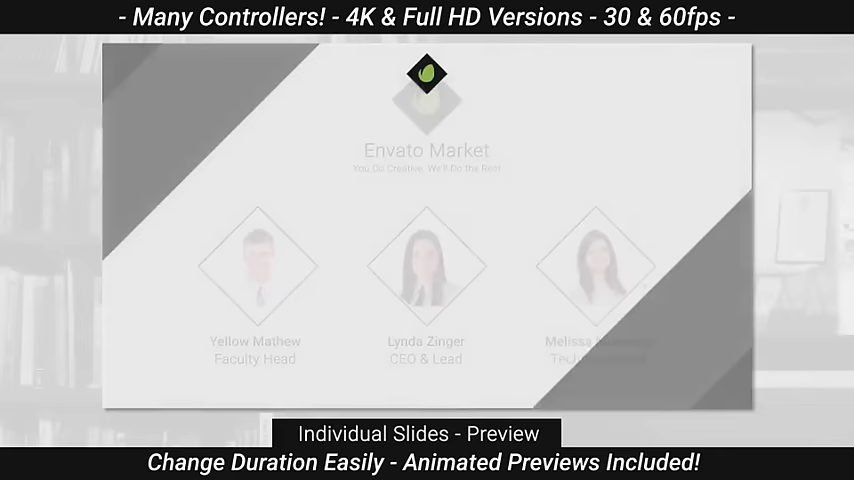 - Many Controllers! - 4K & Full HD Versions - 30 & 60fps -
Envato Market
You Do Creative, We'll Do the Rest
Yellow Mathew
Lynda Zinger
Melissa
Faculty Head
CEO & Lead
Individual Slides - Preview
Change Duration Easily - Animated Previews Included!